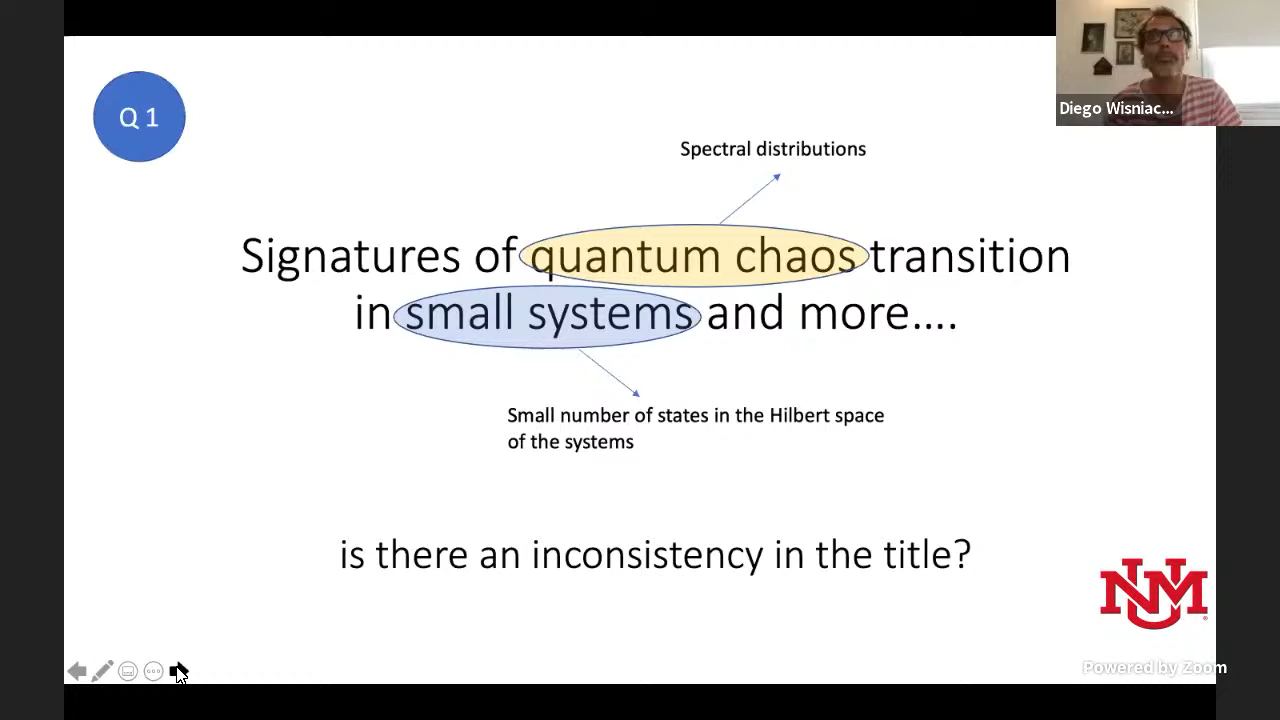 Q 1
Diego Wisniac...
Spectral distributions
Signatures of quantum chaos transition
in small systems and more....
Small number of states in the Hilbert space
of the systems
is there an inconsistency in the title?
UNM
Powered by Zoom